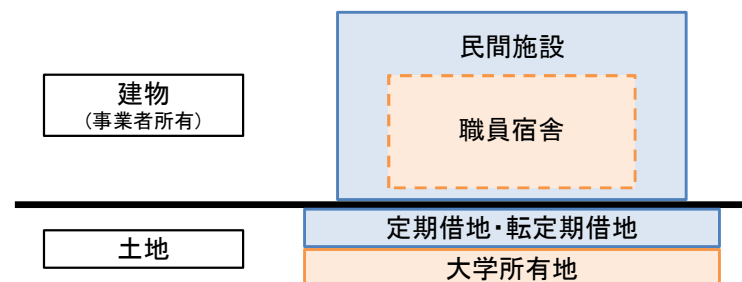 民間施設
建物
（事業者所有）
職員宿舎
定期借地・転定期借地
土地
大学所有地